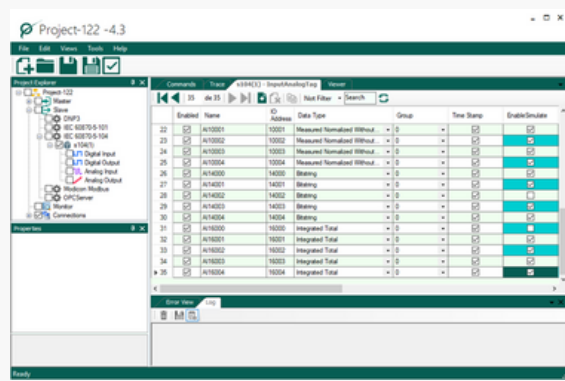 Project-122 -4.3
File Edit Views Tools Help
Project Explorer
Project-122
Master
Slave
DNP3
IEC 60870-5-101
IEC 60870-5-104
x104(1)
Digital Input
Digital Output
Analog Input
Analog Output
Modicon Modbus
OPCServer
Monitor
Connections
Properties
Commands Trace x104(1) - InputAnalogTag Viewer
35 de 35 Not Filter Search
Enabled Name IO Address Data Type Group Time Stamp EnableSimulate
22 AI10001 10001 Measured Normalized Without... 0
23 AI10002 10002 Measured Normalized Without... 0
24 AI10003 10003 Measured Normalized Without... 0
25 AI10004 10004 Measured Normalized Without... 0
26 AI14000 14000 Bitstring 0
27 AI14001 14001 Bitstring 0
28 AI14002 14002 Bitstring 0
29 AI14003 14003 Bitstring 0
30 AI14004 14004 Bitstring 0
31 AI16000 16000 Integrated Total 0
32 AI16001 16001 Integrated Total 0
33 AI16002 16002 Integrated Total 0
34 AI16003 16003 Integrated Total 0
35 AI16004 16004 Integrated Total 0
Error View Log
Ready